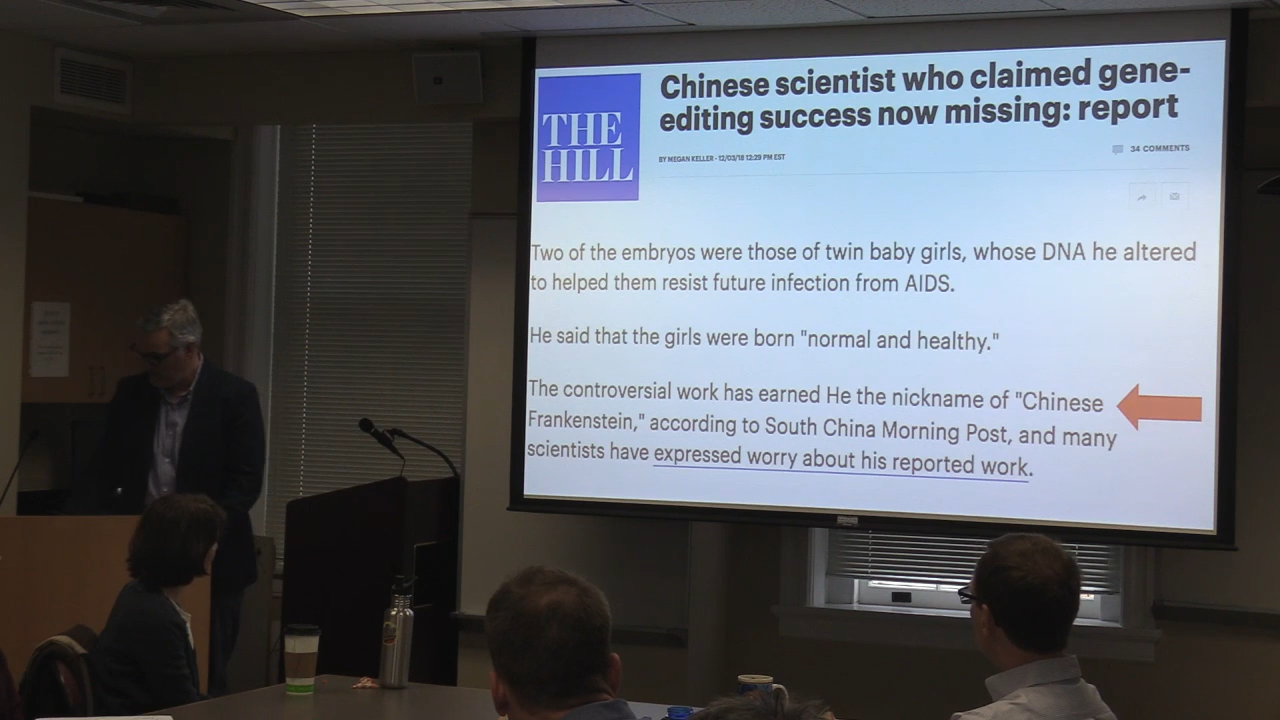 THE
HILL
Chinese scientist who claimed gene-
editing success now missing: report
BY MEGAN KELLER - 12/03/18 12:29 PM EST
34 COMMENTS
Two of the embryos were those of twin baby girls, whose DNA he altered
to helped them resist future infection from AIDS.
He said that the girls were born "normal and healthy."
The controversial work has earned He the nickname of "Chinese
Frankenstein," according to South China Morning Post, and many
scientists have expressed worry about his reported work.